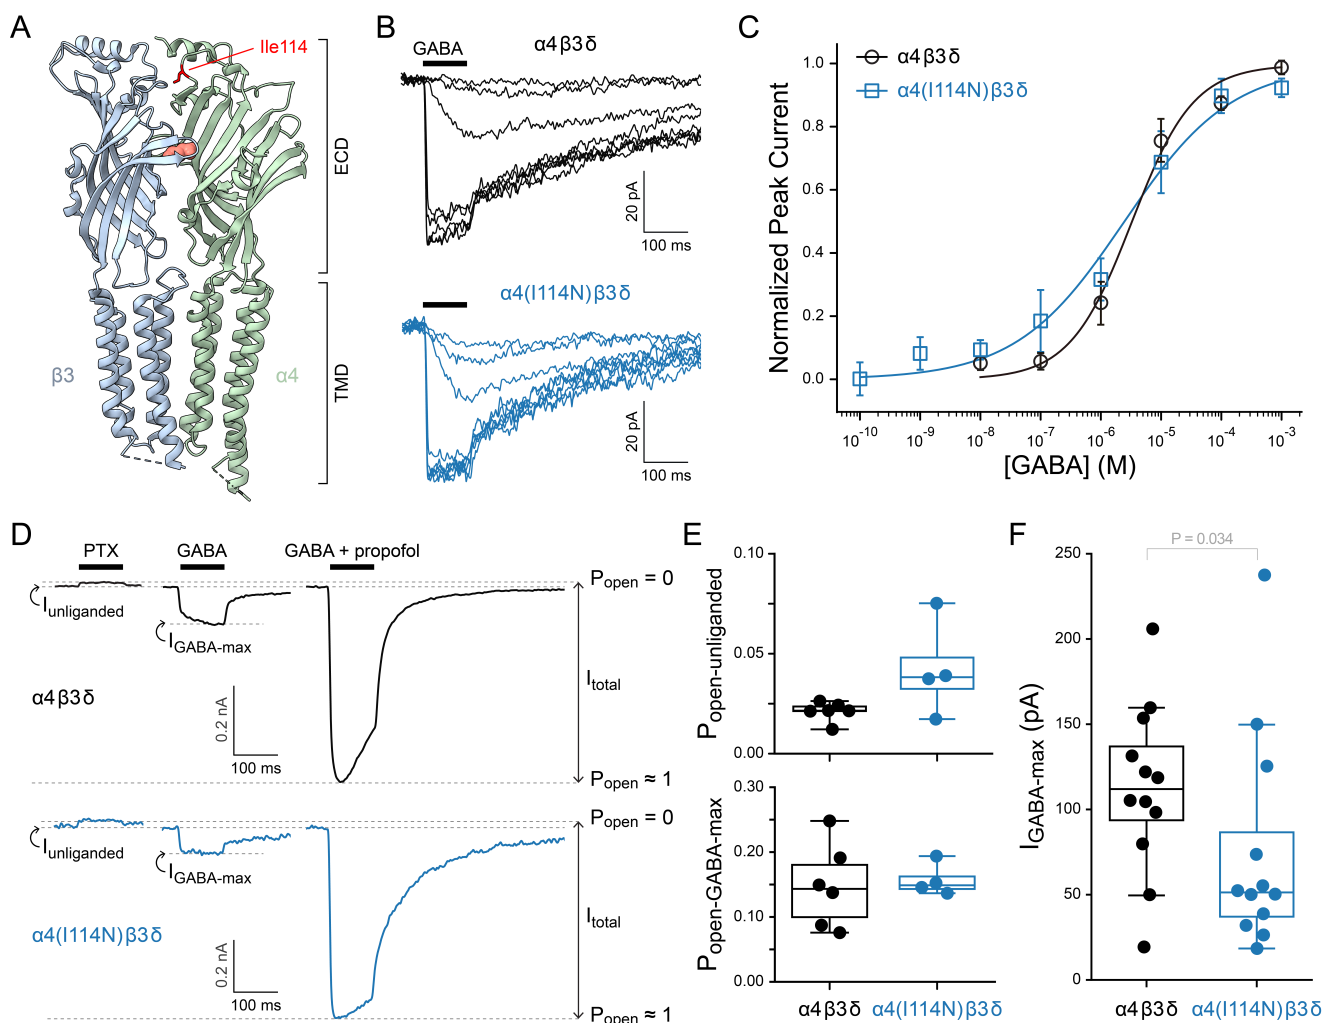 A
Ile114
ECD
TMD
β3
α4
B
GABA
α4β3δ
20 pA
100 ms
α4(I114N)β3δ
20 pA
100 ms
C
α4β3δ
α4(I114N)β3δ
Normalized Peak Current
1.0
0.8
0.6
0.4
0.2
0.0
10-10
10-9
10-8
10-7
10-6
10-5
10-4
10-3
[GABA] (M)
D
PTX
GABA
GABA + propofol
Popen = 0
Iunliganded
IGABA-max
Itotal
α4β3δ
0.2 nA
100 ms
Popen ≈ 1
Popen = 0
Iunliganded
IGABA-max
Itotal
α4(I114N)β3δ
0.2 nA
100 ms
Popen ≈ 1
E
Popen-unliganded
0.10
0.05
0.00
Popen-GABA-max
0.30
0.20
0.10
0.00
α4β3δ
α4(I114N)β3δ
F
P = 0.034
IGABA-max (pA)
250
200
150
100
50
0
α4β3δ
α4(I114N)β3δ